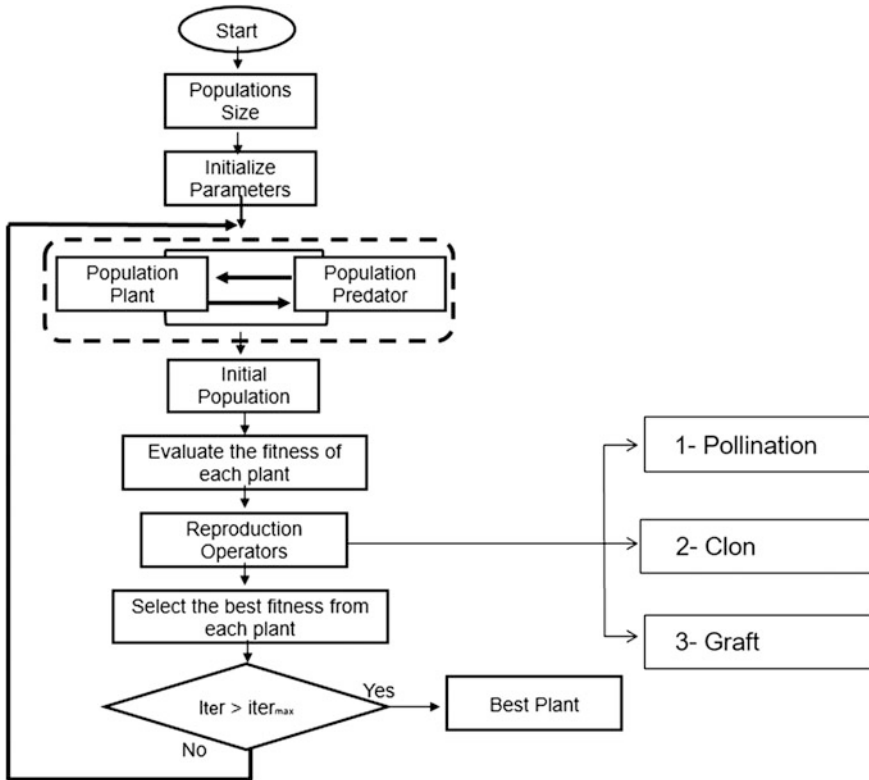 Start
Populations
Size
Initialize
Parameters
Population
Plant
Population
Predator
Initial
Population
Evaluate the fitness of
each plant
Reproduction
Operators
1- Pollination
2- Clon
3- Graft
Select the best fitness from
each plant
Iter > itermax
Yes
Best Plant
No